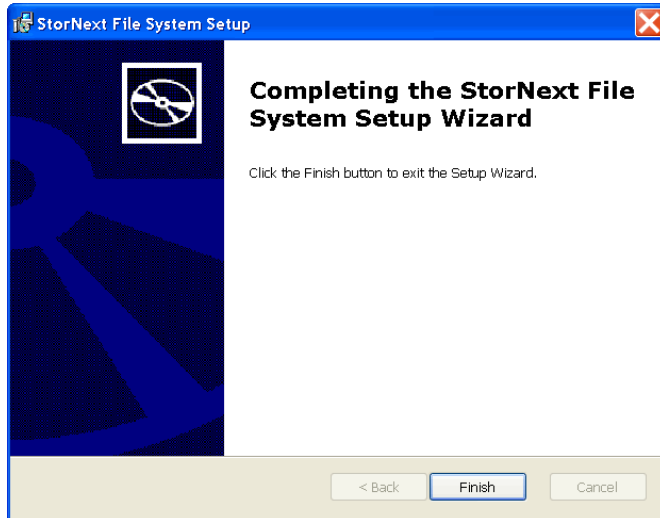 StorNext File System Setup
Completing the StorNext File
System Setup Wizard
Click the Finish button to exit the Setup Wizard.
< Back
Finish
Cancel